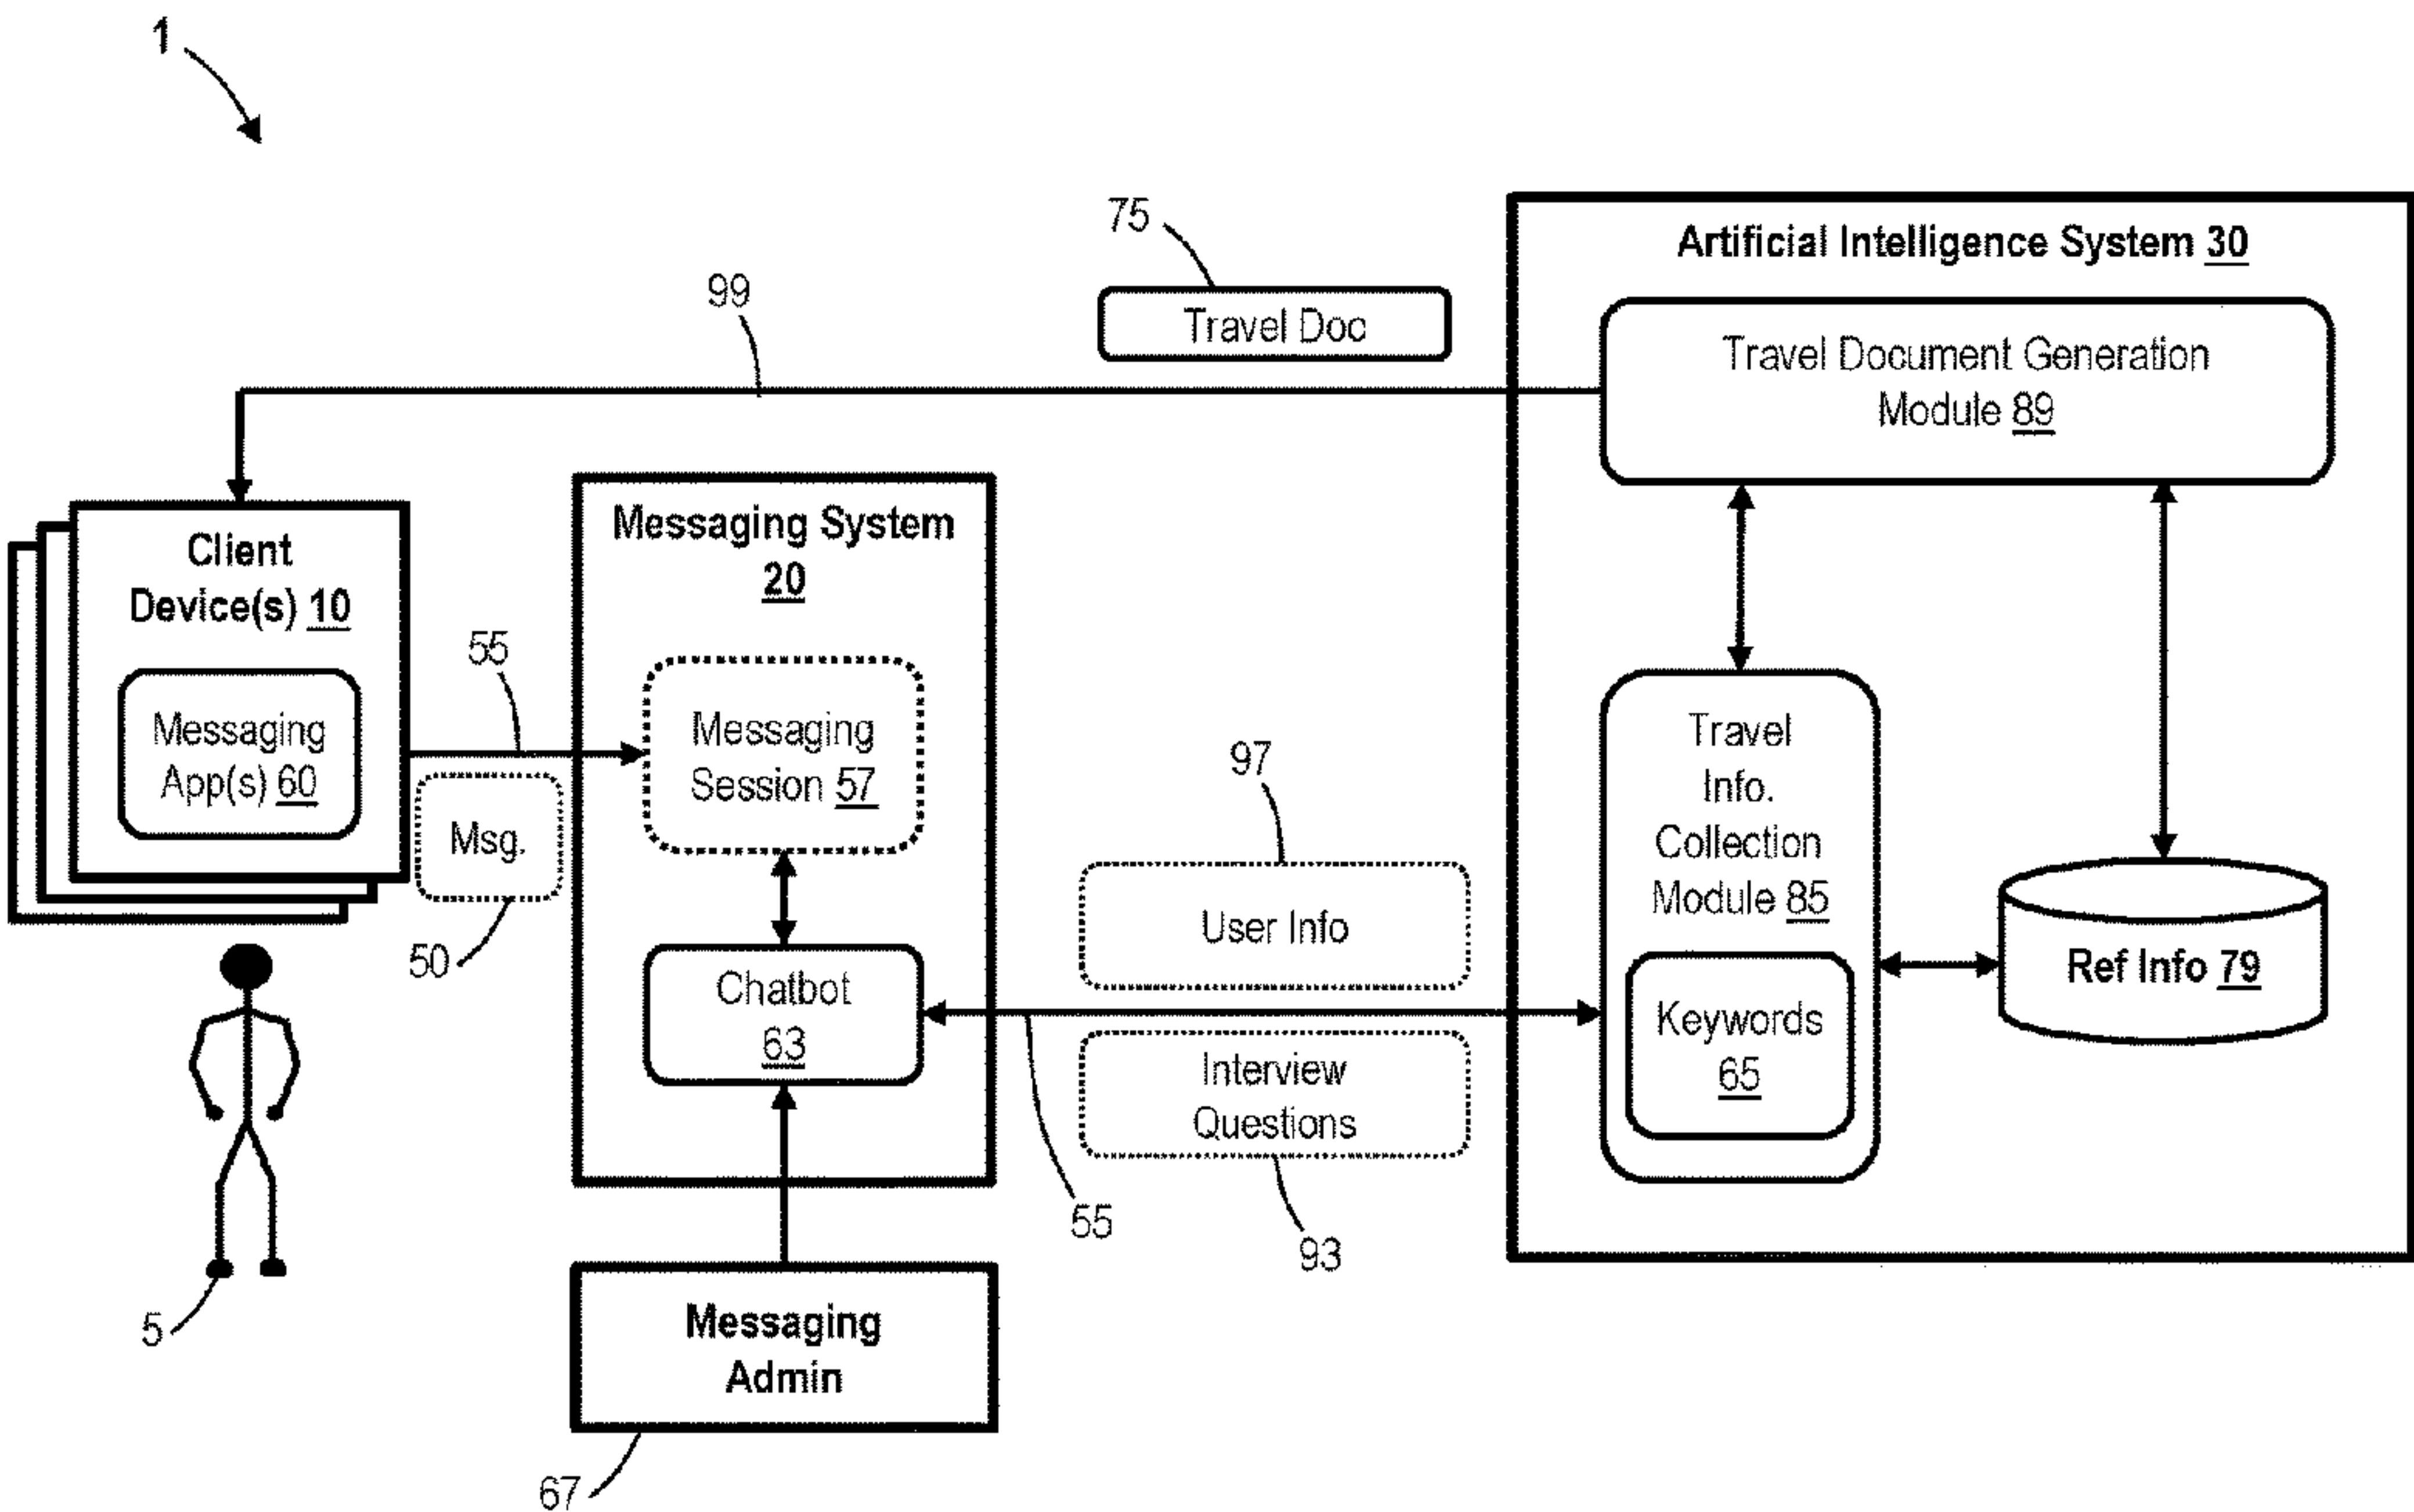 1
75
Travel Doc
99
Artificial Intelligence System 30
Travel Document Generation
Module 89
Client
Device(s) 10
Messaging
App(s) 60
55
Msg.
50
Messaging System
20
Messaging
Session 57
Chatbot
63
97
User Info
Interview
Questions
55
93
Travel
Info.
Collection
Module 85
Keywords
65
Ref Info 79
5
Messaging
Admin
67